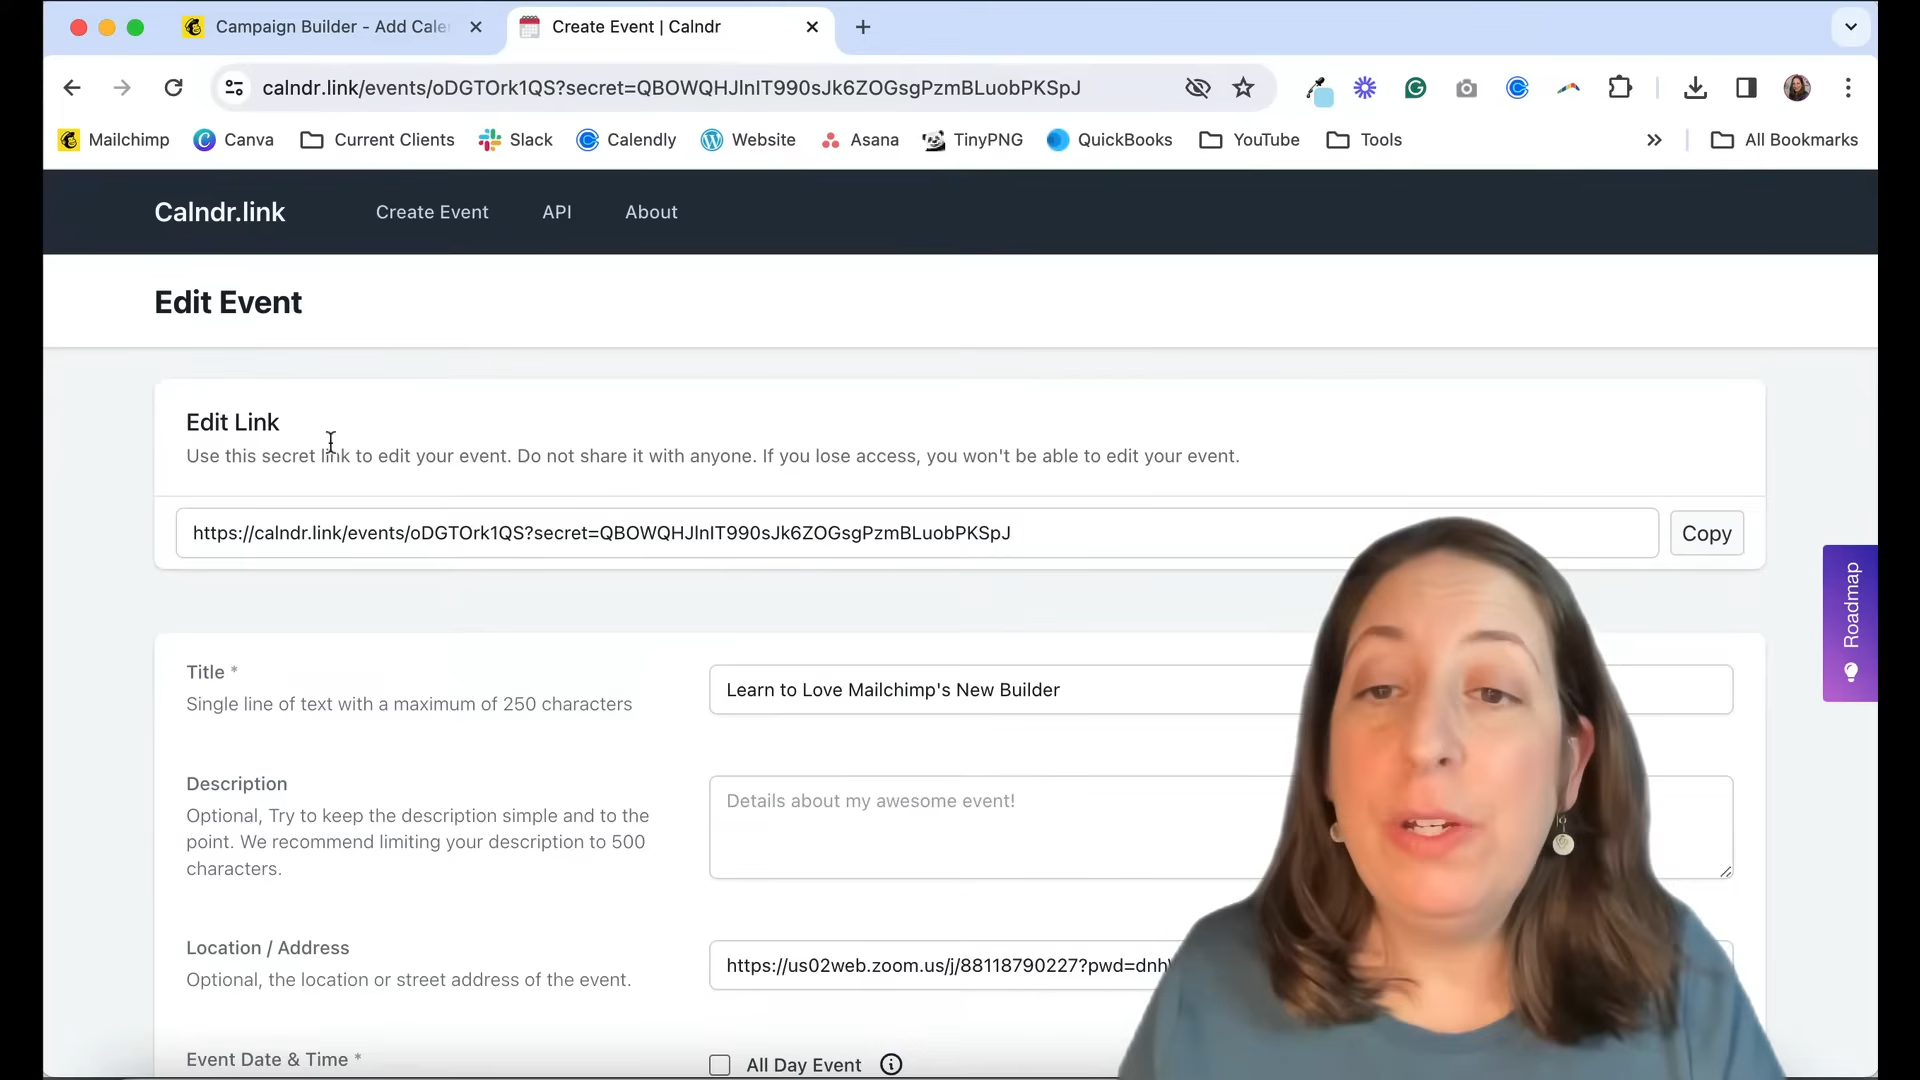 Campaign Builder - Add Cale
Create Event | Calndr
calndr.link/events/oDGTOrk1QS?secret=QBOWQHJlnIT990sJk6ZOGsgPzmBLuobPKSpJ
Mailchimp
Canva
Current Clients
Slack
Calendly
Website
Asana
TinyPNG
QuickBooks
YouTube
Tools
All Bookmarks
Calndr.link
Create Event
API
About
Edit Event
Edit Link
Use this secret link to edit your event. Do not share it with anyone. If you lose access, you won't be able to edit your event.
https://calndr.link/events/oDGTOrk1QS?secret=QBOWQHJlnIT990sJk6ZOGsgPzmBLuobPKSpJ
Copy
Roadmap
Title *
Single line of text with a maximum of 250 characters
Learn to Love Mailchimp's New Builder
Description
Optional, Try to keep the description simple and to the
point. We recommend limiting your description to 500
characters.
Details about my awesome event!
Location / Address
Optional, the location or street address of the event.
https://us02web.zoom.us/j/88118790227?pwd=dnh
Event Date & Time *
All Day Event